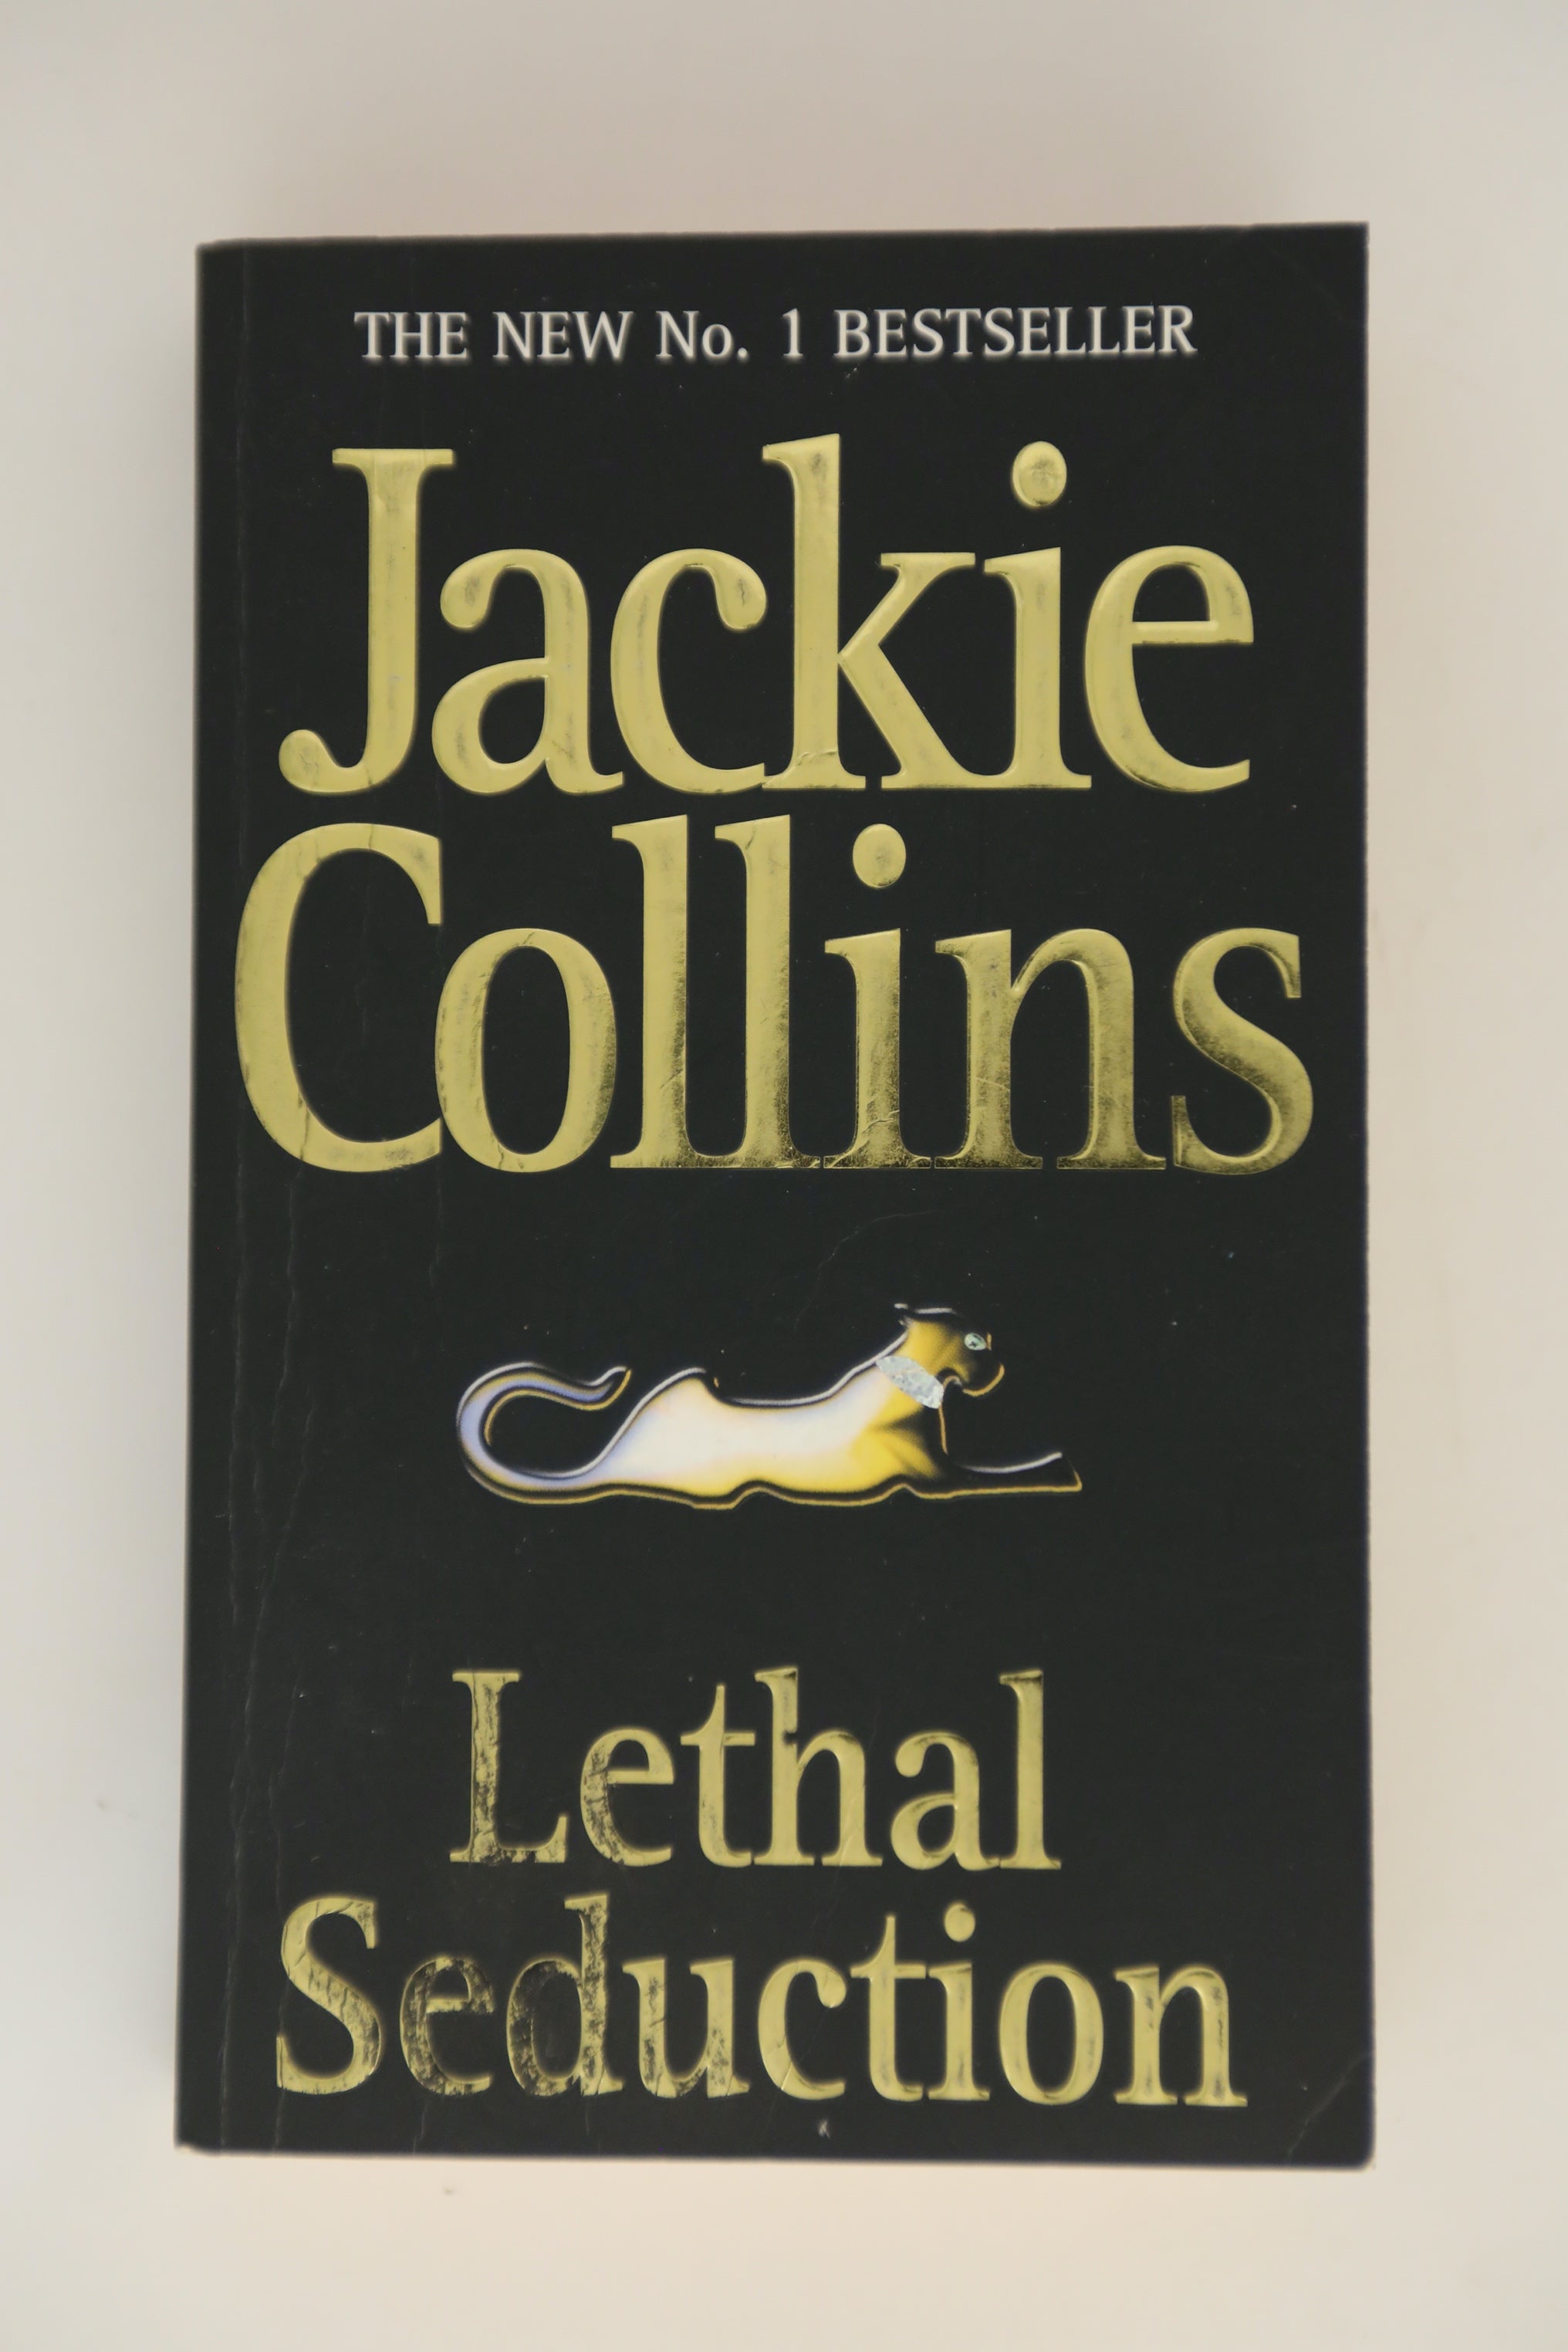 THE NEW No. 1 BESTSELLER
Jackie
Collins
Lethal
Seduction